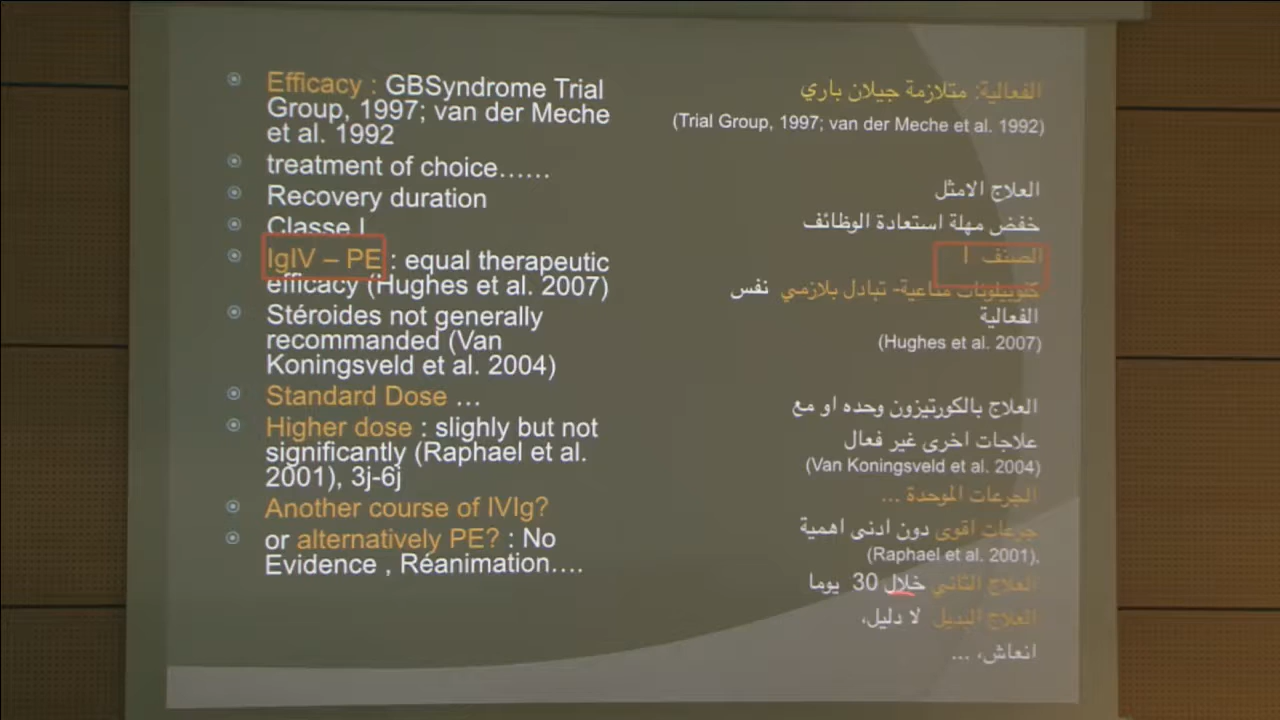 Efficacy : GBSyndrome Trial
Group, 1997; van der Meche
et al. 1992
treatment of choice……
Recovery duration
Classe I
IgIV – PE : equal therapeutic
efficacy (Hughes et al. 2007)
Stéroides not generally
recommanded (Van
Koningsveld et al. 2004)
Standard Dose …
Higher dose : slighly but not
significantly (Raphael et al.
2001), 3j-6j
Another course of IVIg?
or alternatively PE? : No
Evidence , Réanimation….
الفعالية: متلازمة جيلان باري
(Trial Group, 1997; van der Meche et al. 1992)
العلاج الامثل
خفض مهلة استعادة الوظائف
الصنف I
مناعية- تبادل بلازمي نفس
الفعالية
(Hughes et al. 2007)
العلاج بالكورتيزون وحده او مع
علاجات اخرى غير فعال
(Van Koningsveld et al. 2004)
الجرعات الموحدة ...
جرعات اقوى دون ادنى اهمية
(Raphael et al. 2001),
العلاج الثاني خلال 30 يوما
العلاج البديل لا دليل،
انعاش، ...